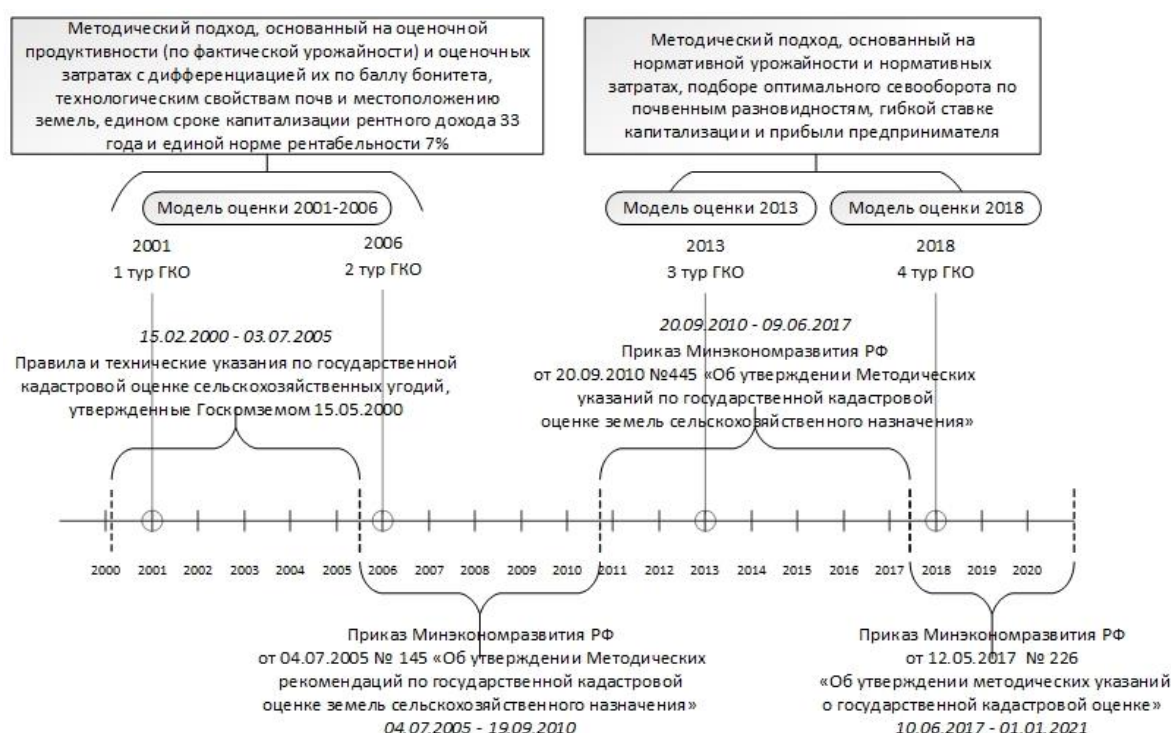 Методический подход, основанный на оценочной
продуктивности (по фактической урожайности) и оценочных
затратах с дифференциацией их по баллу бонитета,
технологическим свойствам почв и местоположению
земель, едином сроке капитализации рентного дохода 33
года и единой норме рентабельности 7%
Методический подход, основанный на
нормативной урожайности и нормативных
затратах, подборе оптимального севооборота по
почвенным разновидностям, гибкой ставке
капитализации и прибыли предпринимателя
Модель оценки 2001-2006
Модель оценки 2013
Модель оценки 2018
2001
1 тур ГКО
2006
2 тур ГКО
2013
3 тур ГКО
2018
4 тур ГКО
15.02.2000 - 03.07.2005
Правила и технические указания по государственной
кадастровой оценке сельскохозяйственных угодий,
утвержденные Госкомземом 15.05.2000
20.09.2010 - 09.06.2017
Приказ Минэкономразвития РФ
от 20.09.2010 №445 «Об утверждении Методических
указаний по государственной кадастровой
оценке земель сельскохозяйственного назначения»
2000 2001 2002 2003 2004 2005 2006 2007 2008 2009 2010 2011 2012 2013 2014 2015 2016 2017 2018 2019 2020
Приказ Минэкономразвития РФ
от 04.07.2005 № 145 «Об утверждении Методических
рекомендаций по государственной кадастровой
оценке земель сельскохозяйственного назначения»
04.07.2005 - 19.09.2010
Приказ Минэкономразвития РФ
от 12.05.2017 № 226
«Об утверждении методических указаний
о государственной кадастровой оценке»
10.06.2017 - 01.01.2021